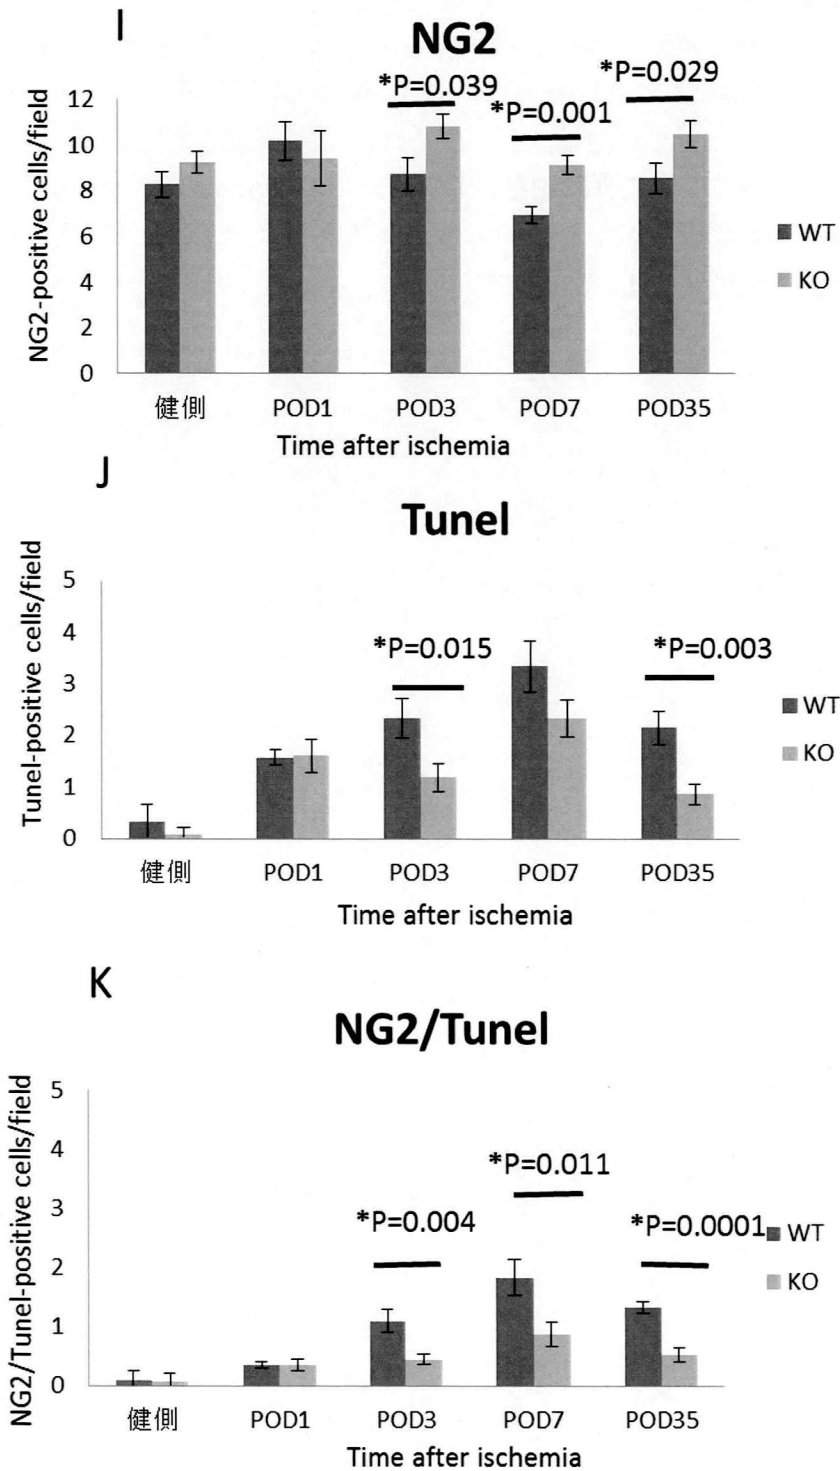 I
NG2
*P=0.039
*P=0.001
*P=0.029
NG2-positive cells/field
12
10
8
6
4
2
0
WT
KO
健側 POD1 POD3 POD7 POD35
Time after ischemia
J
Tunel
*P=0.015
*P=0.003
Tunel-positive cells/field
5
4
3
2
1
0
WT
KO
健側 POD1 POD3 POD7 POD35
Time after ischemia
K
NG2/Tunel
*P=0.004
*P=0.011
*P=0.0001
NG2/Tunel-positive cells/field
5
4
3
2
1
0
WT
KO
健側 POD1 POD3 POD7 POD35
Time after ischemia